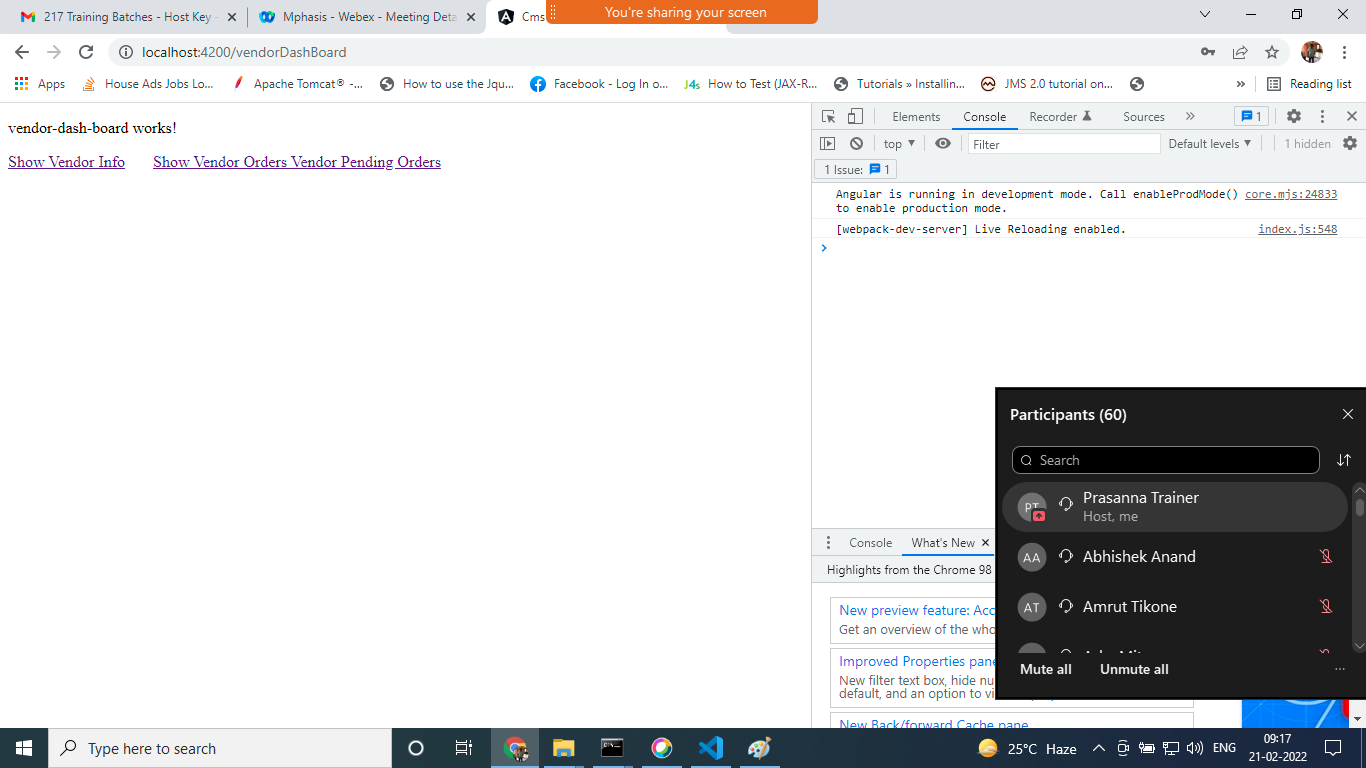 217 Training Batches - Host Key -
Mphasis - Webex - Meeting Deta
Cms
You're sharing your screen
localhost:4200/vendorDashBoard
Apps
House Ads Jobs Lo...
Apache Tomcat® -...
How to use the Jqu...
Facebook - Log In o...
J4s How to Test (JAX-R...
Tutorials » Installin...
JMS 2.0 tutorial on...
»
Reading list
vendor-dash-board works!
Show Vendor Info
Show Vendor Orders Vendor Pending Orders
Elements
Console
Recorder
Sources
»
1
top
Filter
Default levels
1 hidden
1 Issue: 1
Angular is running in development mode. Call enableProdMode() core.mjs:24833
to enable production mode.
[webpack-dev-server] Live Reloading enabled. index.js:548
Console
What's New
Highlights from the Chrome 98
New preview feature: Acc
Get an overview of the who
Improved Properties pane
New filter text box, hide nu
default, and an option to vi
New Back/forward Cache pane
Participants (60)
Search
PT
Prasanna Trainer
Host, me
AA
Abhishek Anand
AT
Amrut Tikone
Mute all
Unmute all
Type here to search
25°C Haze
ENG
09:17
21-02-2022